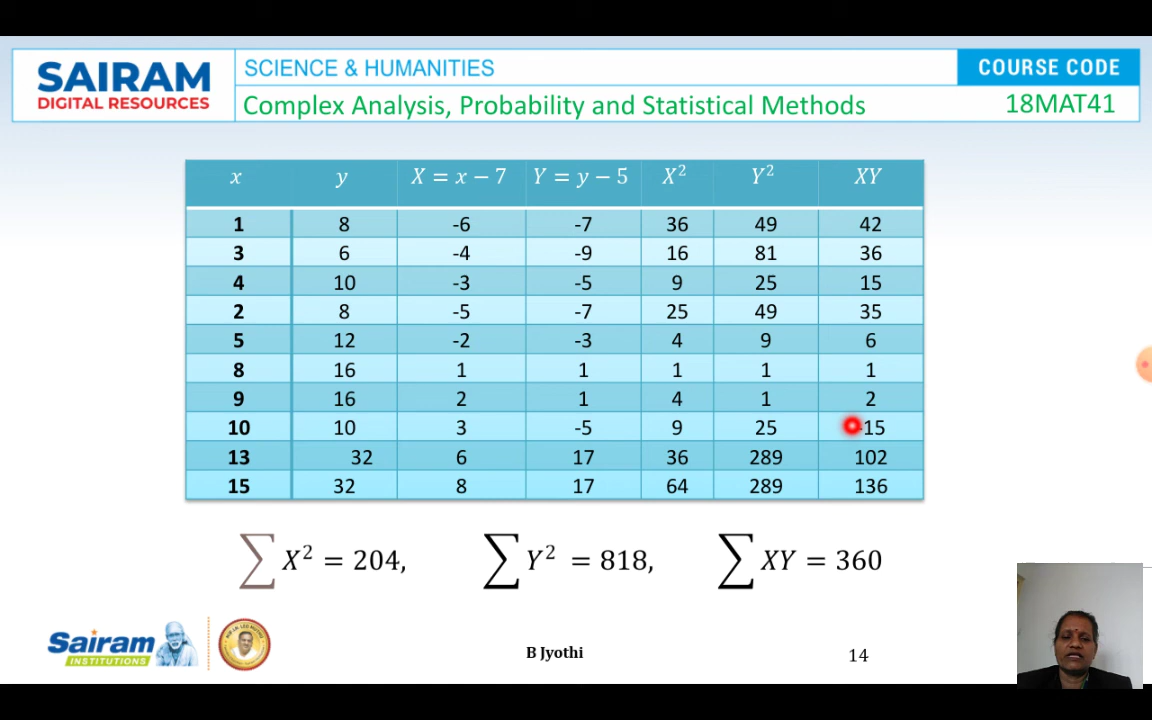 SAIRAM
DIGITAL RESOURCES
SCIENCE & HUMANITIES
COURSE CODE
Complex Analysis, Probability and Statistical Methods
18MAT41
x y X = x − 7 Y = y − 5 X² Y² XY
1 8 -6 -7 36 49 42
3 6 -4 -9 16 81 36
4 10 -3 -5 9 25 15
2 8 -5 -7 25 49 35
5 12 -2 -3 4 9 6
8 16 1 1 1 1 1
9 16 2 1 4 1 2
10 10 3 -5 9 25 -15
13 32 6 17 36 289 102
15 32 8 17 64 289 136
∑ X² = 204, ∑ Y² = 818, ∑ XY = 360
Sairam
INSTITUTIONS
B Jyothi
14